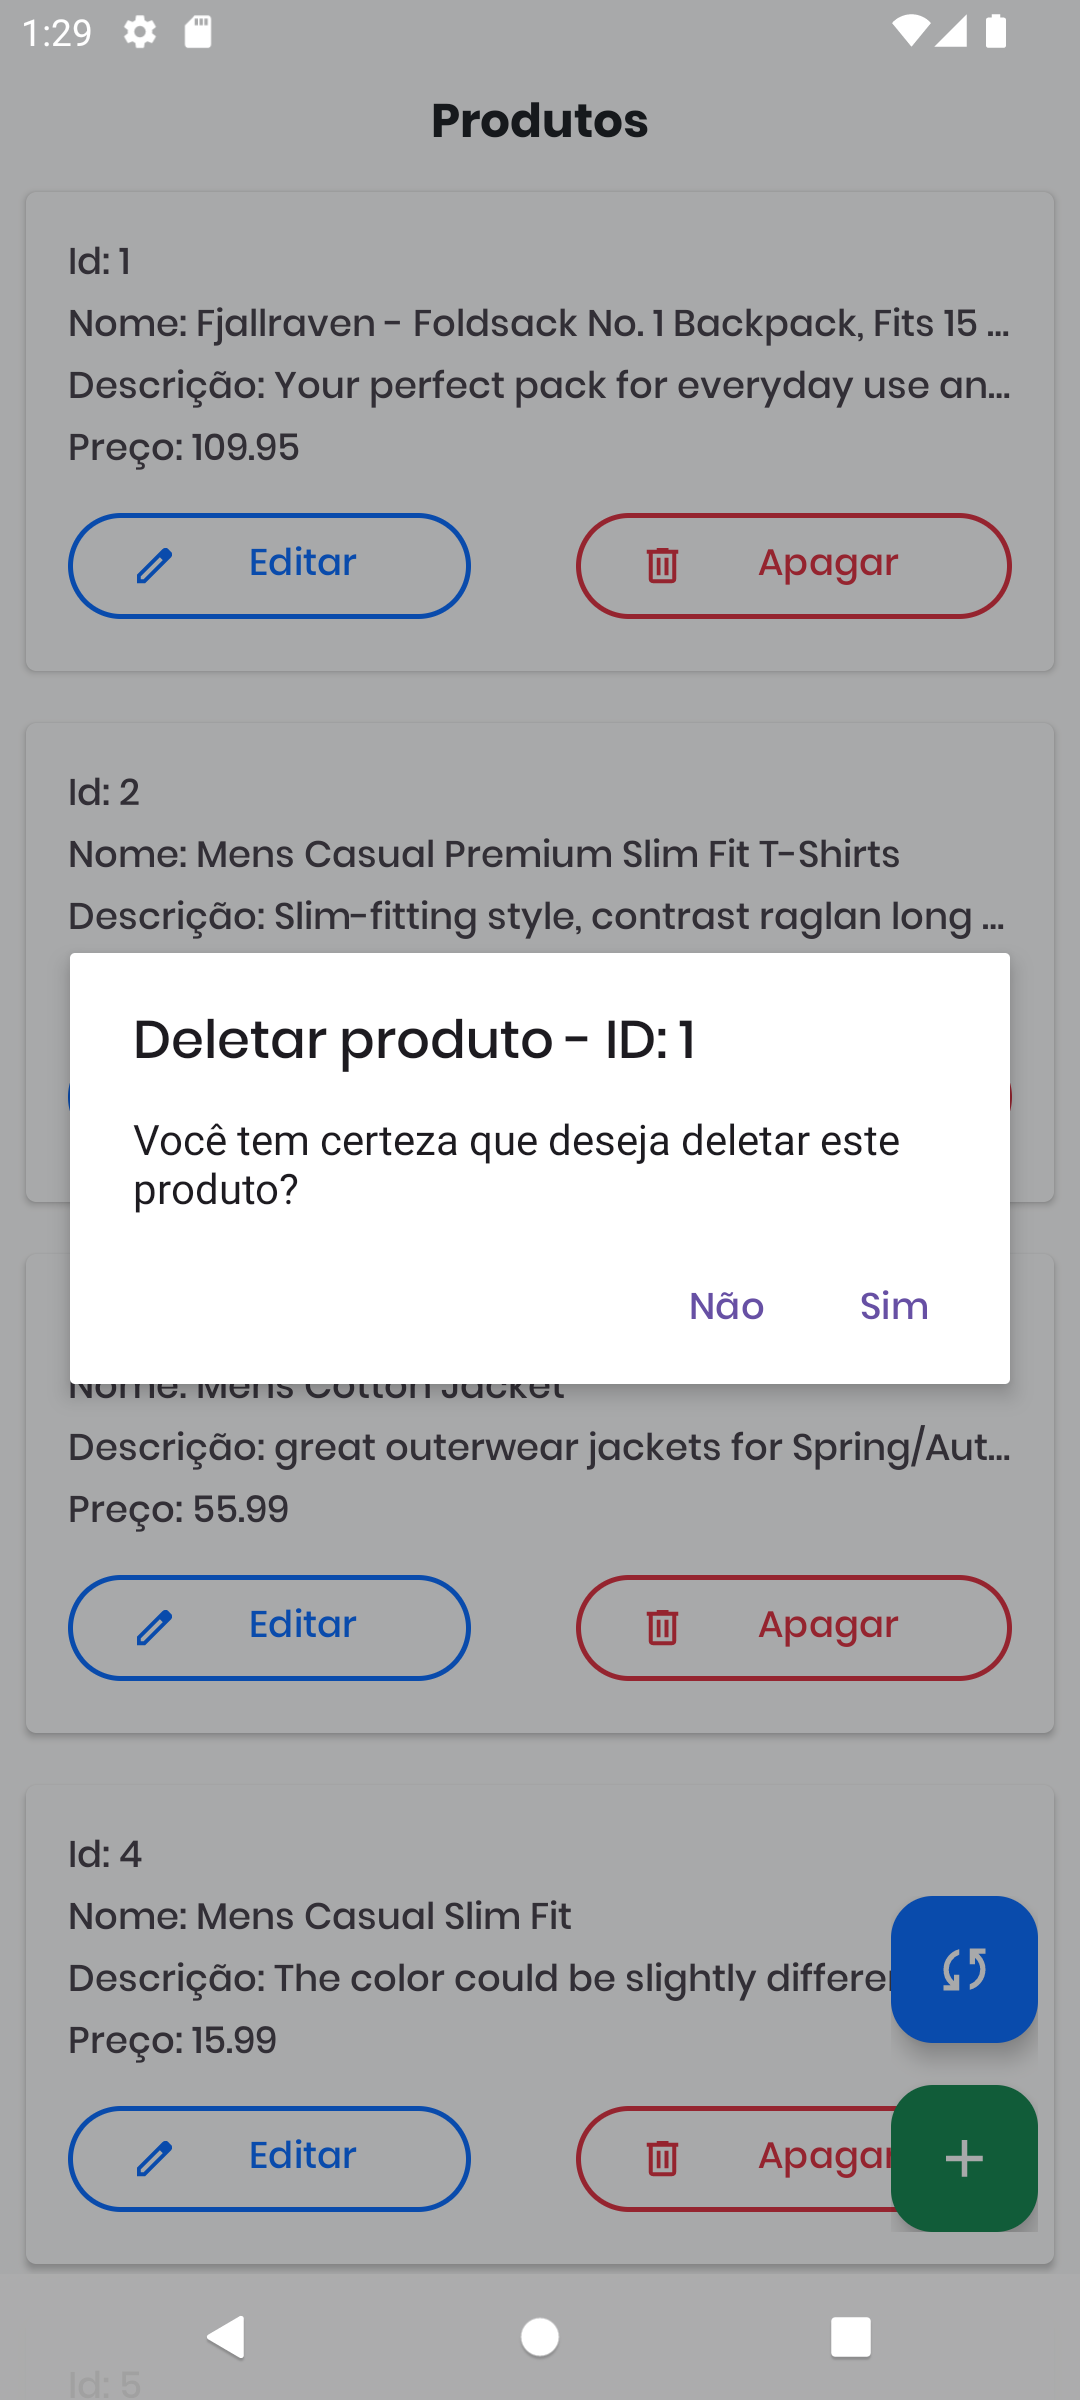 1:29
Produtos
Id: 1
Nome: Fjallraven - Foldsack No. 1 Backpack, Fits 15 ...
Descrição: Your perfect pack for everyday use an...
Preço: 109.95
Editar
Apagar
Id: 2
Nome: Mens Casual Premium Slim Fit T-Shirts
Descrição: Slim-fitting style, contrast raglan long ...
Deletar produto - ID: 1
Você tem certeza que deseja deletar este
produto?
Não
Sim
Nome: Mens Cotton Jacket
Descrição: great outerwear jackets for Spring/Aut...
Preço: 55.99
Editar
Apagar
Id: 4
Nome: Mens Casual Slim Fit
Descrição: The color could be slightly differen
Preço: 15.99
Editar
Apagar
Id: 5